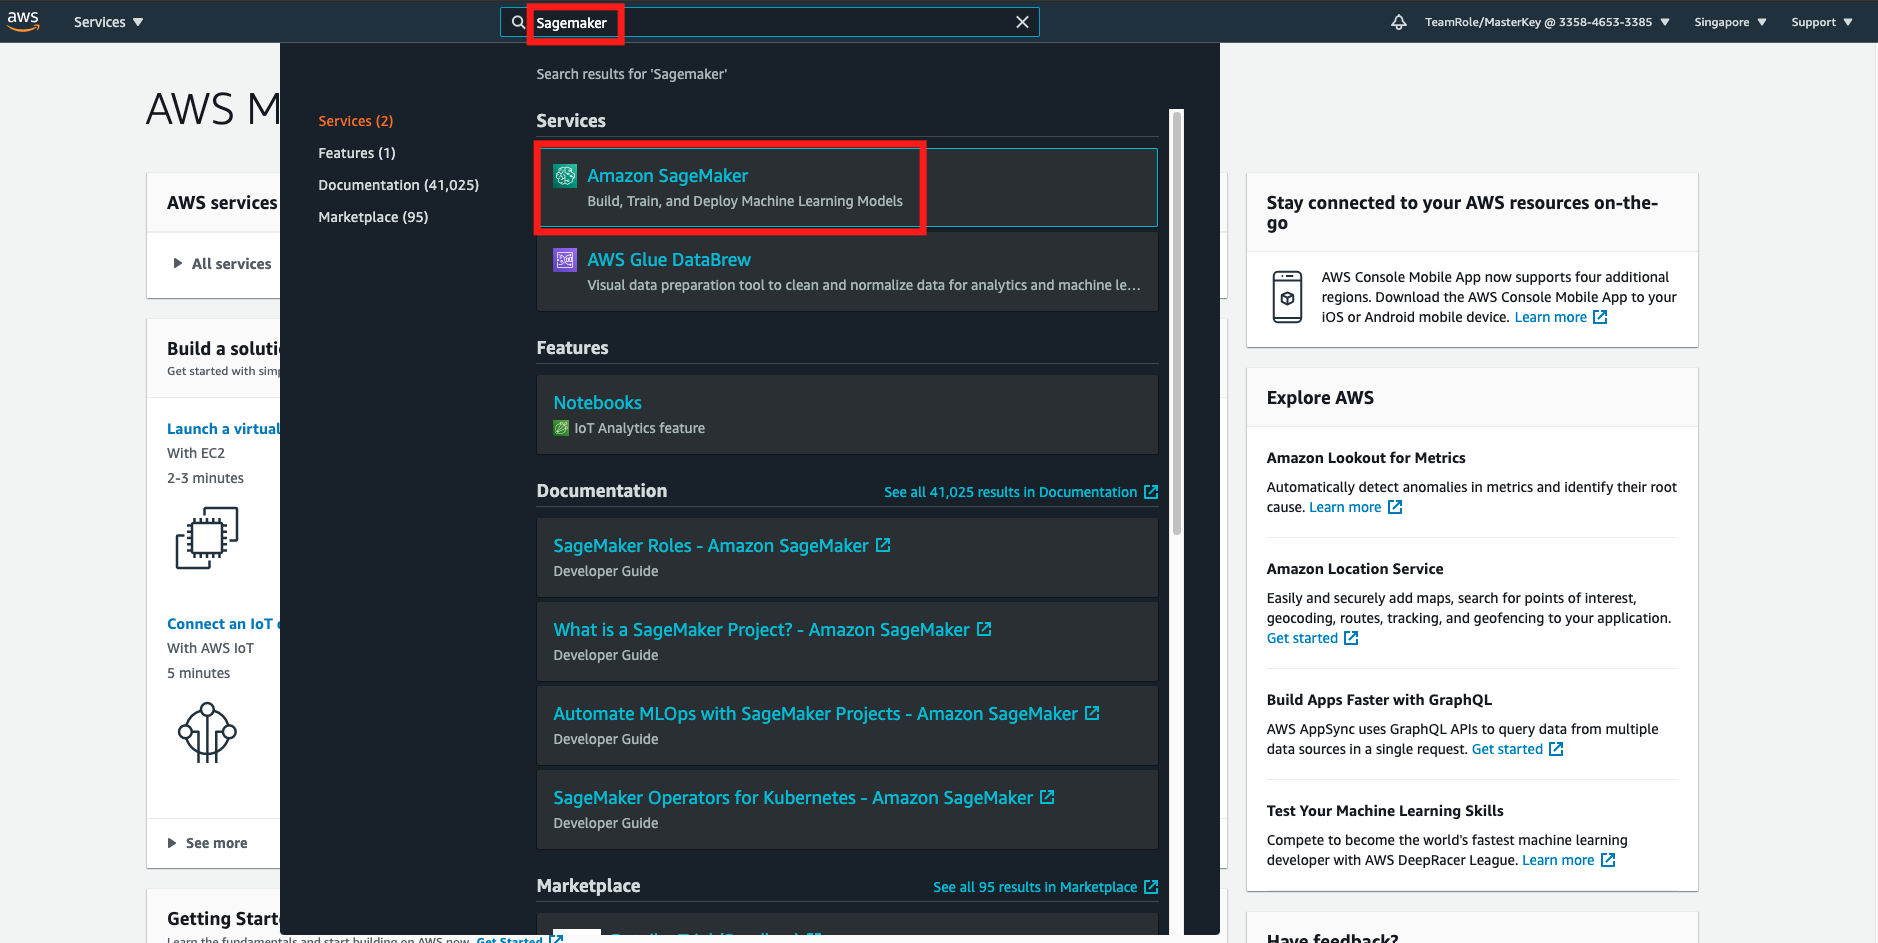 aws
Services
Sagemaker
TeamRole/MasterKey @ 3358-4653-3385
Singapore
Support
AWS M
AWS services
All services
Build a soluti
Get started with simp
Launch a virtual
With EC2
2-3 minutes
Connect an IoT
With AWS IoT
5 minutes
See more
Getting Start
Learn the fundamentals and start building on AWS now. Get Started
Search results for 'Sagemaker'
Services (2)
Features (1)
Documentation (41,025)
Marketplace (95)
Services
Amazon SageMaker
Build, Train, and Deploy Machine Learning Models
AWS Glue DataBrew
Visual data preparation tool to clean and normalize data for analytics and machine le...
Features
Notebooks
IoT Analytics feature
Documentation
See all 41,025 results in Documentation
SageMaker Roles - Amazon SageMaker
Developer Guide
What is a SageMaker Project? - Amazon SageMaker
Developer Guide
Automate MLOps with SageMaker Projects - Amazon SageMaker
Developer Guide
SageMaker Operators for Kubernetes - Amazon SageMaker
Developer Guide
Marketplace
See all 95 results in Marketplace
Stay connected to your AWS resources on-the-
go
AWS Console Mobile App now supports four additional
regions. Download the AWS Console Mobile App to your
iOS or Android mobile device. Learn more
Explore AWS
Amazon Lookout for Metrics
Automatically detect anomalies in metrics and identify their root
cause. Learn more
Amazon Location Service
Easily and securely add maps, search for points of interest,
geocoding, routes, tracking, and geofencing to your application.
Get started
Build Apps Faster with GraphQL
AWS AppSync uses GraphQL APIs to query data from multiple
data sources in a single request. Get started
Test Your Machine Learning Skills
Compete to become the world's fastest machine learning
developer with AWS DeepRacer League. Learn more
Have feedback?